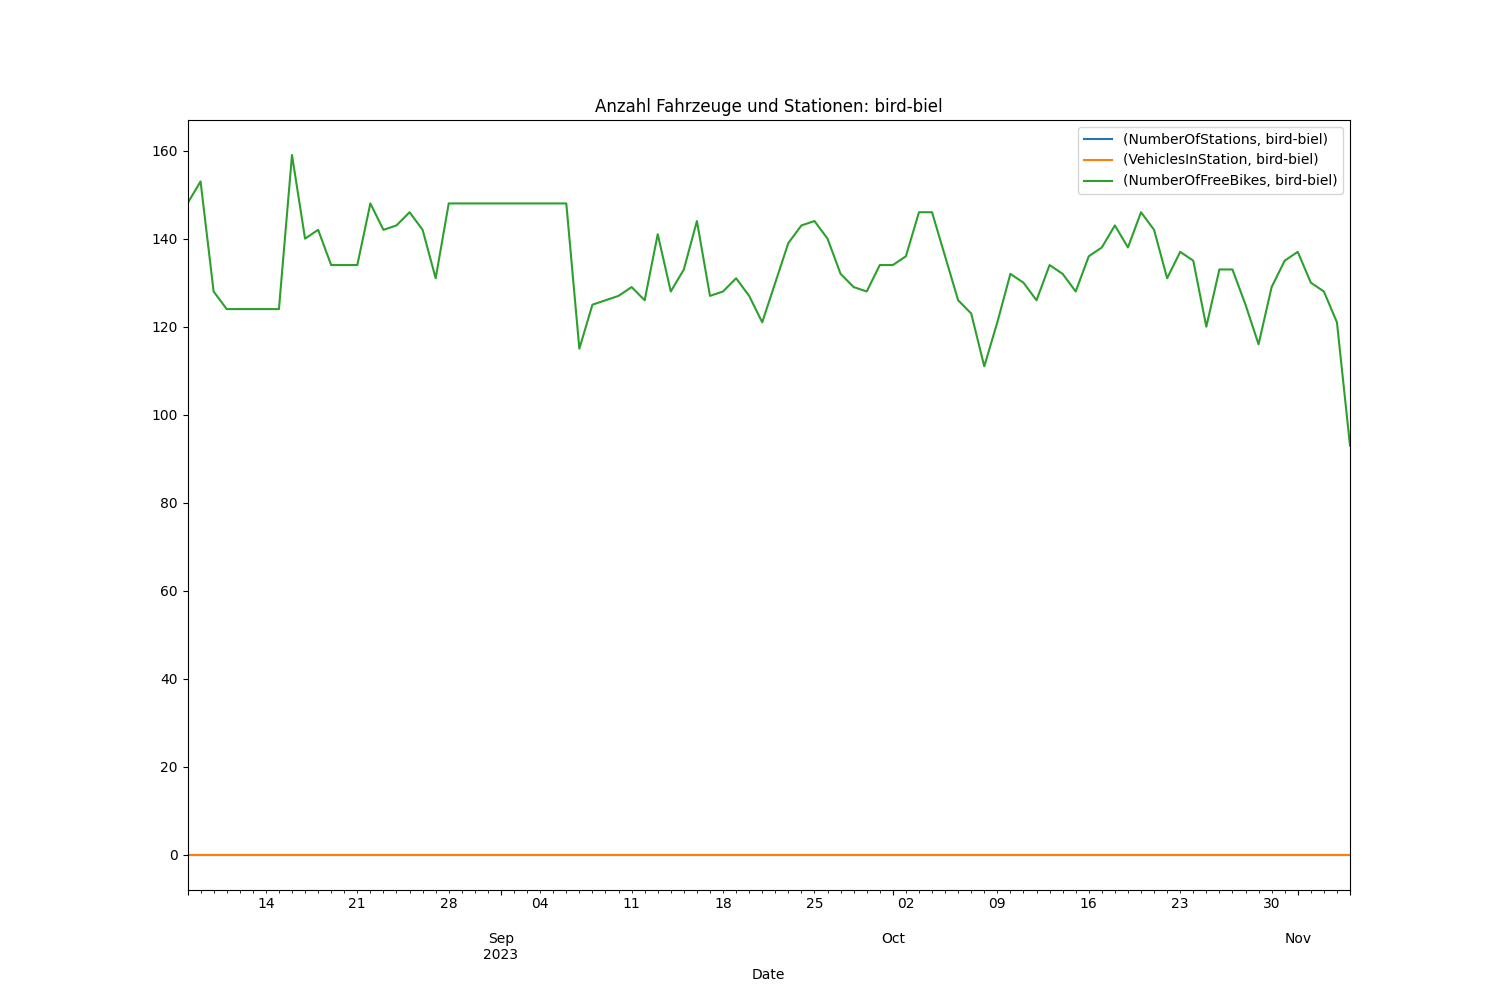 Anzahl Fahrzeuge und Stationen: bird-biel
(NumberOfStations, bird-biel)
(VehiclesInStation, bird-biel)
(NumberOfFreeBikes, bird-biel)
160
140
120
100
80
60
40
20
0
14 21 28 04 11 18 25 02 09 16 23 30
Sep Oct Nov
2023
Date